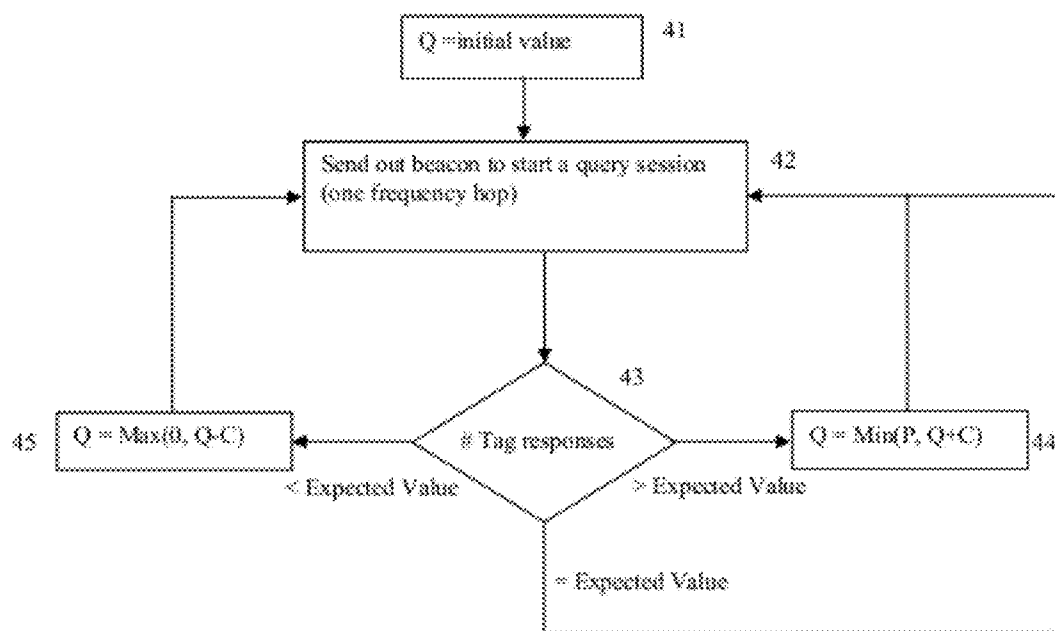 Q =initial value
41
Send out beacon to start a query session
(one frequency hop)
42
43
# Tag responses
45
Q = Max(0, Q-C)
Q = Min(P, Q+C)
44
< Expected Value
> Expected Value
= Expected Value